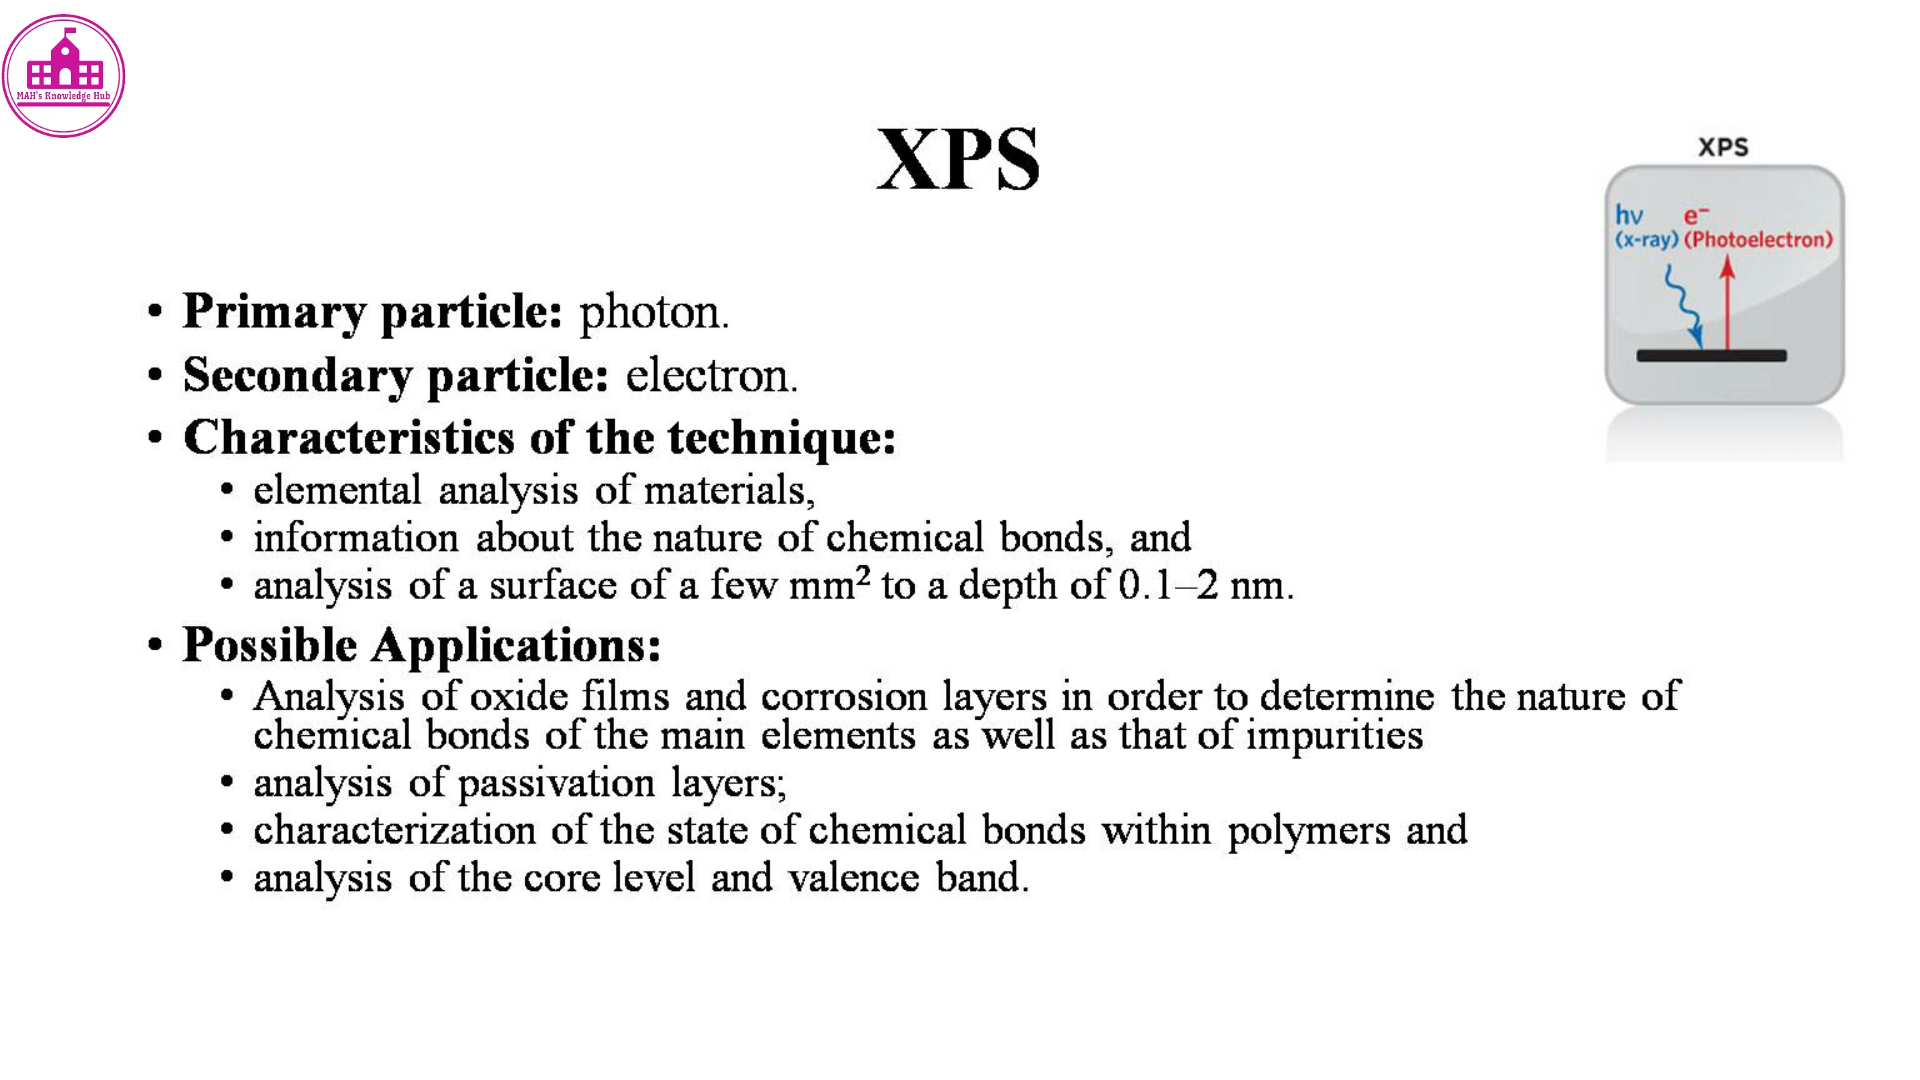 MAH's Knowledge Hub
XPS
XPS
hν e⁻
(x-ray) (Photoelectron)
• Primary particle: photon.
• Secondary particle: electron.
• Characteristics of the technique:
• elemental analysis of materials,
• information about the nature of chemical bonds, and
• analysis of a surface of a few mm² to a depth of 0.1–2 nm.
• Possible Applications:
• Analysis of oxide films and corrosion layers in order to determine the nature of
chemical bonds of the main elements as well as that of impurities
• analysis of passivation layers;
• characterization of the state of chemical bonds within polymers and
• analysis of the core level and valence band.